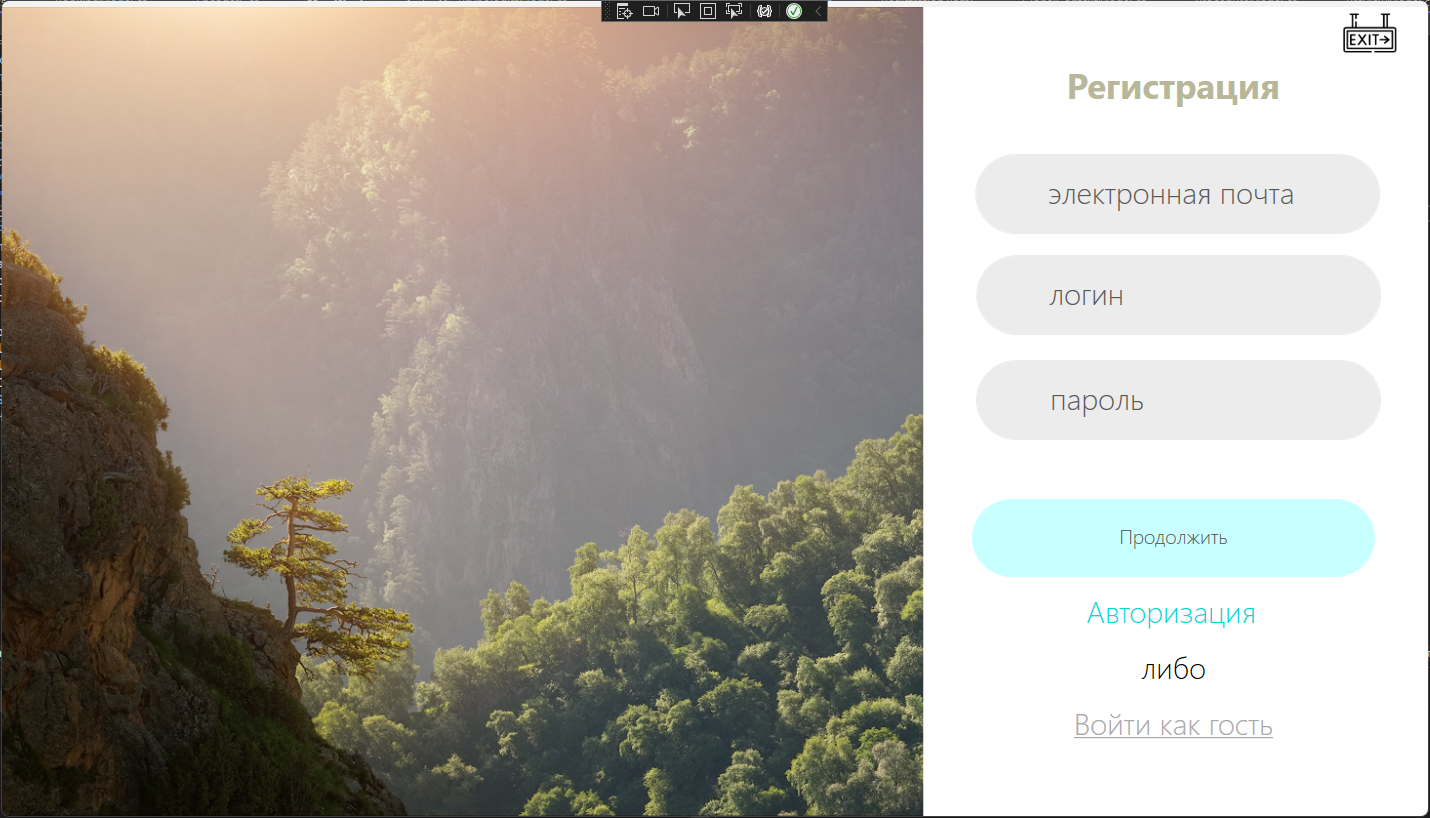 EXIT
Регистрация
электронная почта
логин
пароль
Продолжить
Авторизация
либо
Войти как гость